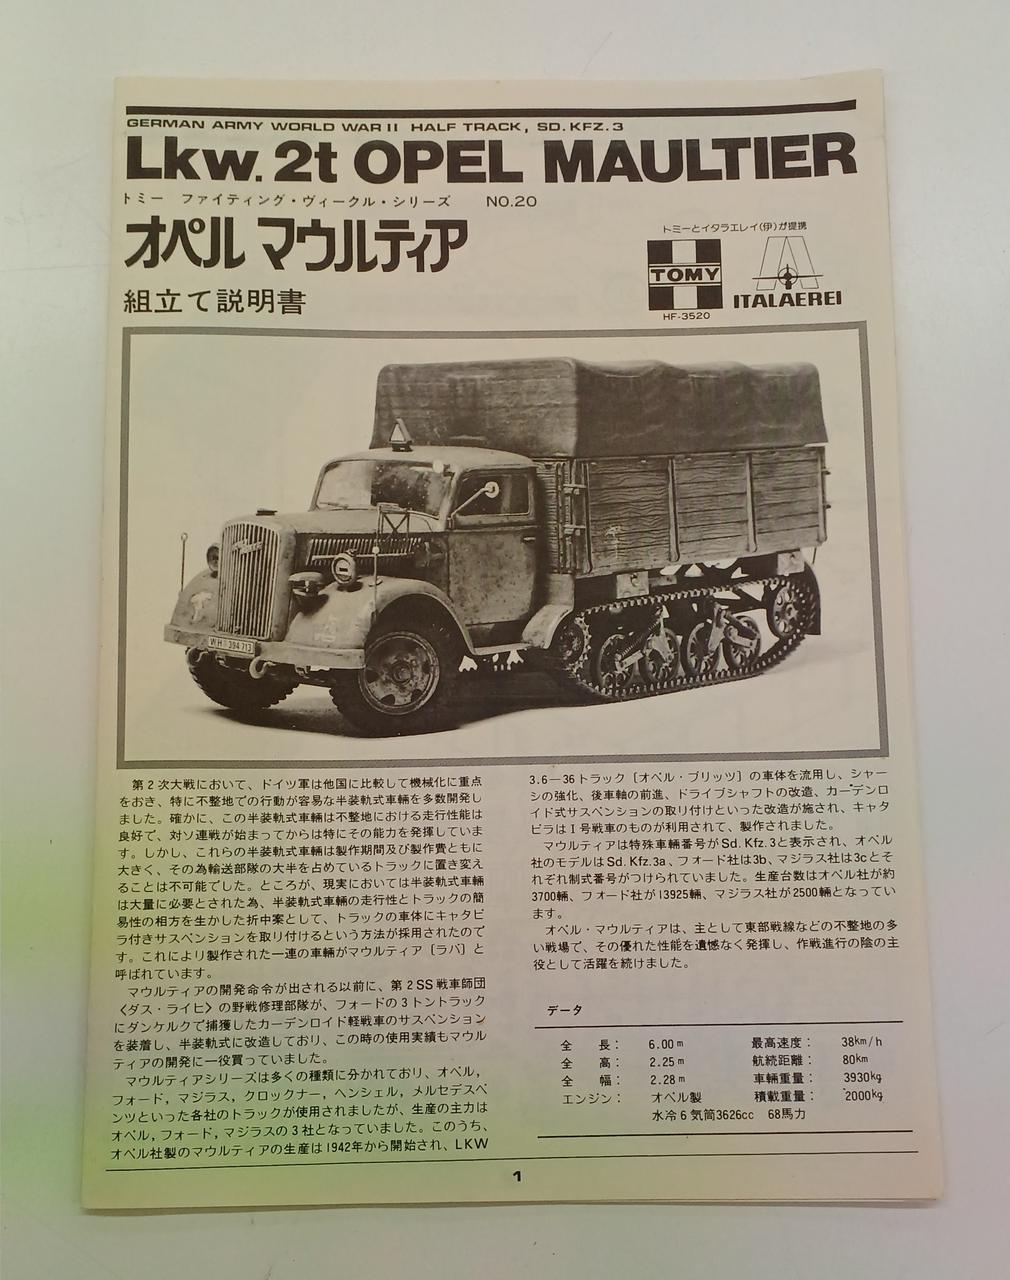 GERMAN ARMY WORLD WAR II HALF TRACK, SD. KFZ. 3
Lkw. 2t OPEL MAULTIER
トミー ファイティング・ヴィークル・シリーズ NO.20
オペル マウルティア
組立て説明書
トミーとイタラエレイ(伊)が提携
TOMY
ITALAEREI
HF-3520
WH 394 713
第2次大戦において、ドイツ軍は他国に比較して機械化に重点
をおき、特に不整地での行動が容易な半装軌式車輛を多数開発し
ました。確かに、この半装軌式車輛は不整地における走行性能は
良好で、対ソ連戦が始まってからは特にその能力を発揮していま
す。しかし、これらの半装軌式車輛は製作期間及び製作費ともに
大きく、その為輸送部隊の大半を占めているトラックに置き変え
ることは不可能でした。ところが、現実においては半装軌式車輛
は大量に必要とされた為、半装軌式車輛の走行性とトラックの簡
易性の相方を生かした折中案として、トラックの車体にキャタピ
ラ付きサスペンションを取り付けるという方法が採用されたので
す。これにより製作された一連の車輛がマウルティア〔ラバ〕と
呼ばれています。
マウルティアの開発命令が出される以前に、第2SS戦車師団
〈ダス・ライヒ〉の野戦修理部隊が、フォードの3トントラック
にダンケルクで捕獲したカーデンロイド軽戦車のサスペンション
を装着し、半装軌式に改造しており、この時の使用実績もマウル
ティアの開発に一役買っていました。
マウルティアシリーズは多くの種類に分かれており、オペル,
フォード, マジラス, クロックナー, ヘンシェル, メルセデスベ
ンツといった各社のトラックが使用されましたが、生産の主力は
オペル, フォード, マジラスの3社となっていました。このうち、
オペル社製のマウルティアの生産は1942年から開始され、LKW
3.6—36トラック〔オペル・ブリッツ〕の車体を流用し、シャー
シの強化、後車軸の前進、ドライブシャフトの改造、カーデンロ
イド式サスペンションの取り付けといった改造が施され、キャタ
ピラはI号戦車のものが利用されて、製作されました。
マウルティアは特殊車輛番号がSd. Kfz. 3と表示され、オペル
社のモデルはSd. Kfz. 3a、フォード社は3b、マジラス社は3cとそ
れぞれ制式番号がつけられていました。生産台数はオペル社が約
3700輛、フォード社が13925輛、マジラス社が2500輛となってい
ます。
オペル・マウルティアは、主として東部戦線などの不整地の多
い戦場で、その優れた性能を遺憾なく発揮し、作戦進行の陰の主
役として活躍を続けました。
データ
全 長: 6.00m 最高速度: 38km/h
全 高: 2.25m 航続距離: 80km
全 幅: 2.28m 車輛重量: 3930kg
エンジン: オペル製 積載重量: 2000kg
水冷6気筒3626cc 68馬力
1